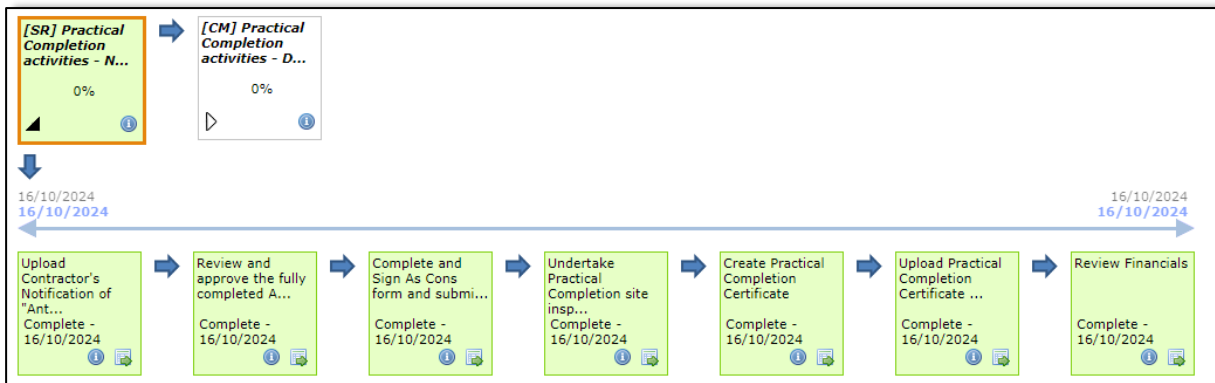 [SR] Practical
Completion
activities - N...
0%
[CM] Practical
Completion
activities - D...
0%
16/10/2024
16/10/2024
16/10/2024
16/10/2024
Upload
Contractor's
Notification of
"Ant...
Complete -
16/10/2024
Review and
approve the fully
completed A...
Complete -
16/10/2024
Complete and
Sign As Cons
form and submi...
Complete -
16/10/2024
Undertake
Practical
Completion site
insp...
Complete -
16/10/2024
Create Practical
Completion
Certificate
Complete -
16/10/2024
Upload Practical
Completion
Certificate ...
Complete -
16/10/2024
Review Financials
Complete -
16/10/2024